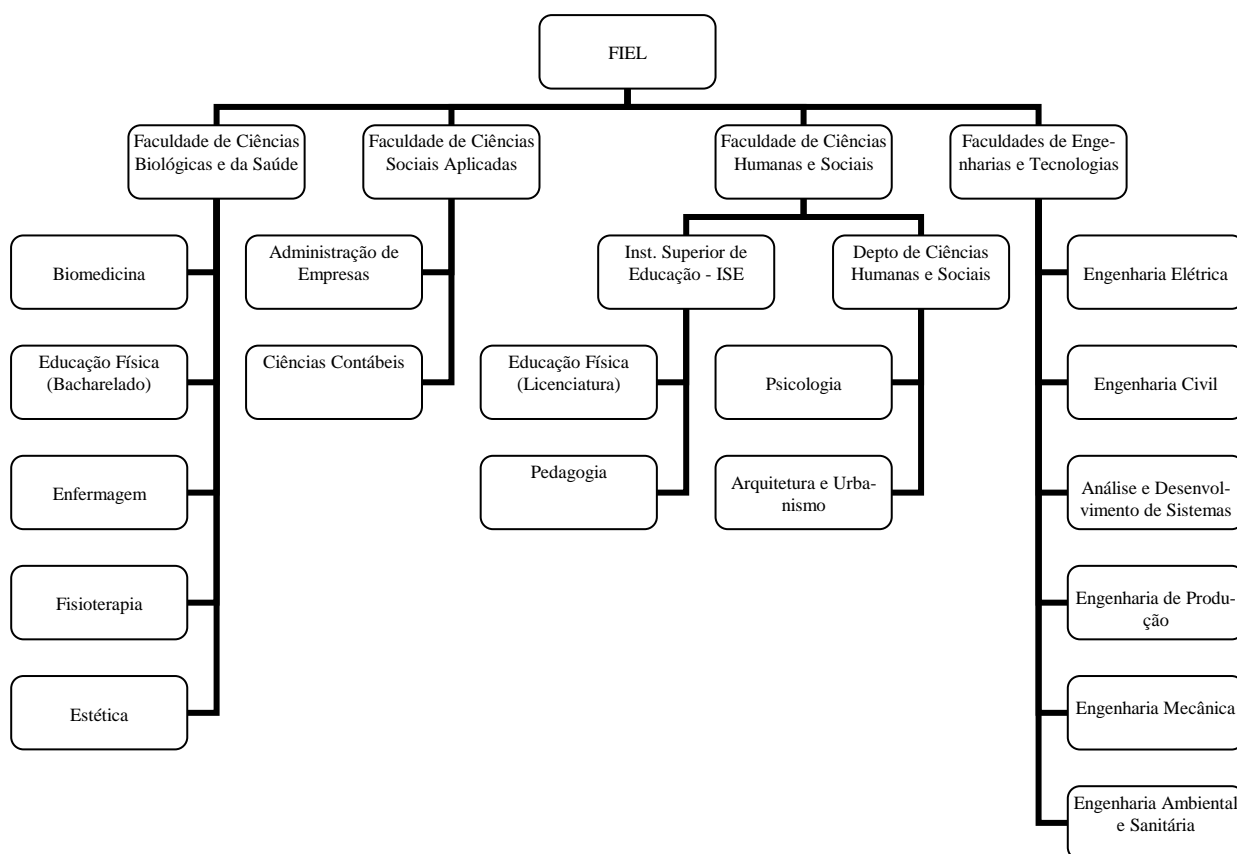 FIEL
Faculdade de Ciências
Biológicas e da Saúde
Faculdade de Ciências
Sociais Aplicadas
Faculdade de Ciências
Humanas e Sociais
Faculdades de Enge-
nharias e Tecnologias
Biomedicina
Administração de
Empresas
Inst. Superior de
Educação - ISE
Depto de Ciências
Humanas e Sociais
Engenharia Elétrica
Educação Física
(Bacharelado)
Ciências Contábeis
Educação Física
(Licenciatura)
Psicologia
Engenharia Civil
Enfermagem
Pedagogia
Arquitetura e Urba-
nismo
Análise e Desenvol-
vimento de Sistemas
Fisioterapia
Engenharia de Produ-
ção
Estética
Engenharia Mecânica
Engenharia Ambiental
e Sanitária